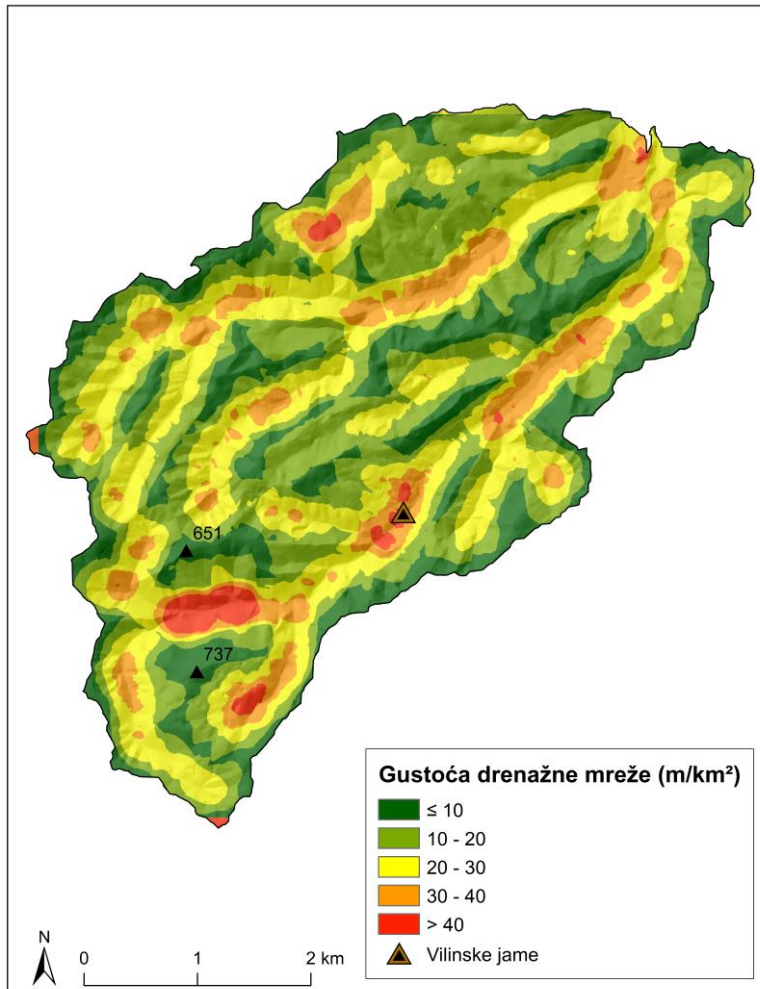 651
737
Gustoća drenažne mreže (m/km²)
≤ 10
10 - 20
20 - 30
30 - 40
> 40
Vilinske jame
N
0 1 2 km